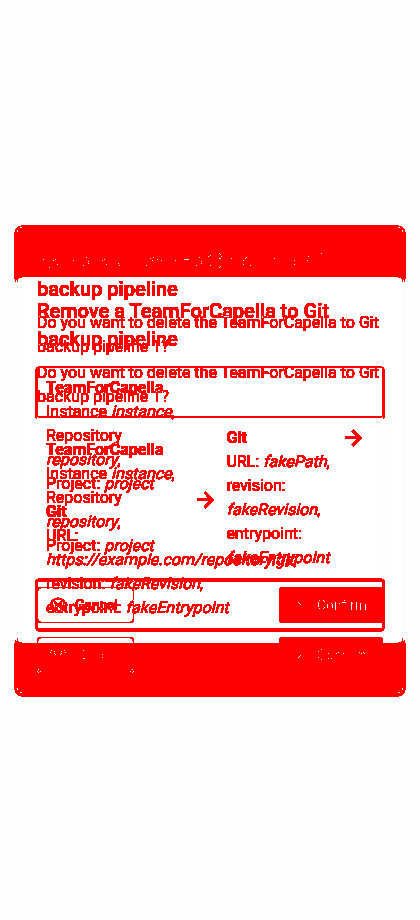 backup pipeline
Remove a TeamForCapella to Git
Do you want to delete the TeamForCapella to Git
backup pipeline
backup pipeline 1?
Do you want to delete the TeamForCapella to Git
TeamForCapella
backup pipeline 1?
Instance instance,
Repository
Git
TeamForCapella
repository,
URL: fakePath,
Instance instance,
Project: project
revision:
Repository
Git
fakeRevision,
repository,
URL:
entrypoint:
Project: project
https://example.com/repo
fakeEntrypoint
revision: fakeRevision,
Cancel
Confirm
entrypoint: fakeEntrypoint